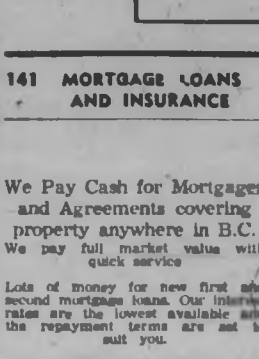 141 MORTGAGE LOANS
AND INSURANCE
We Pay Cash for Mortgages
and Agreements covering
property anywhere in B.C.
We pay full market value with
quick service
Lots of money for new first and
second mortgage loans. Our interest
rates are the lowest available and
the repayment terms are set to
suit you.